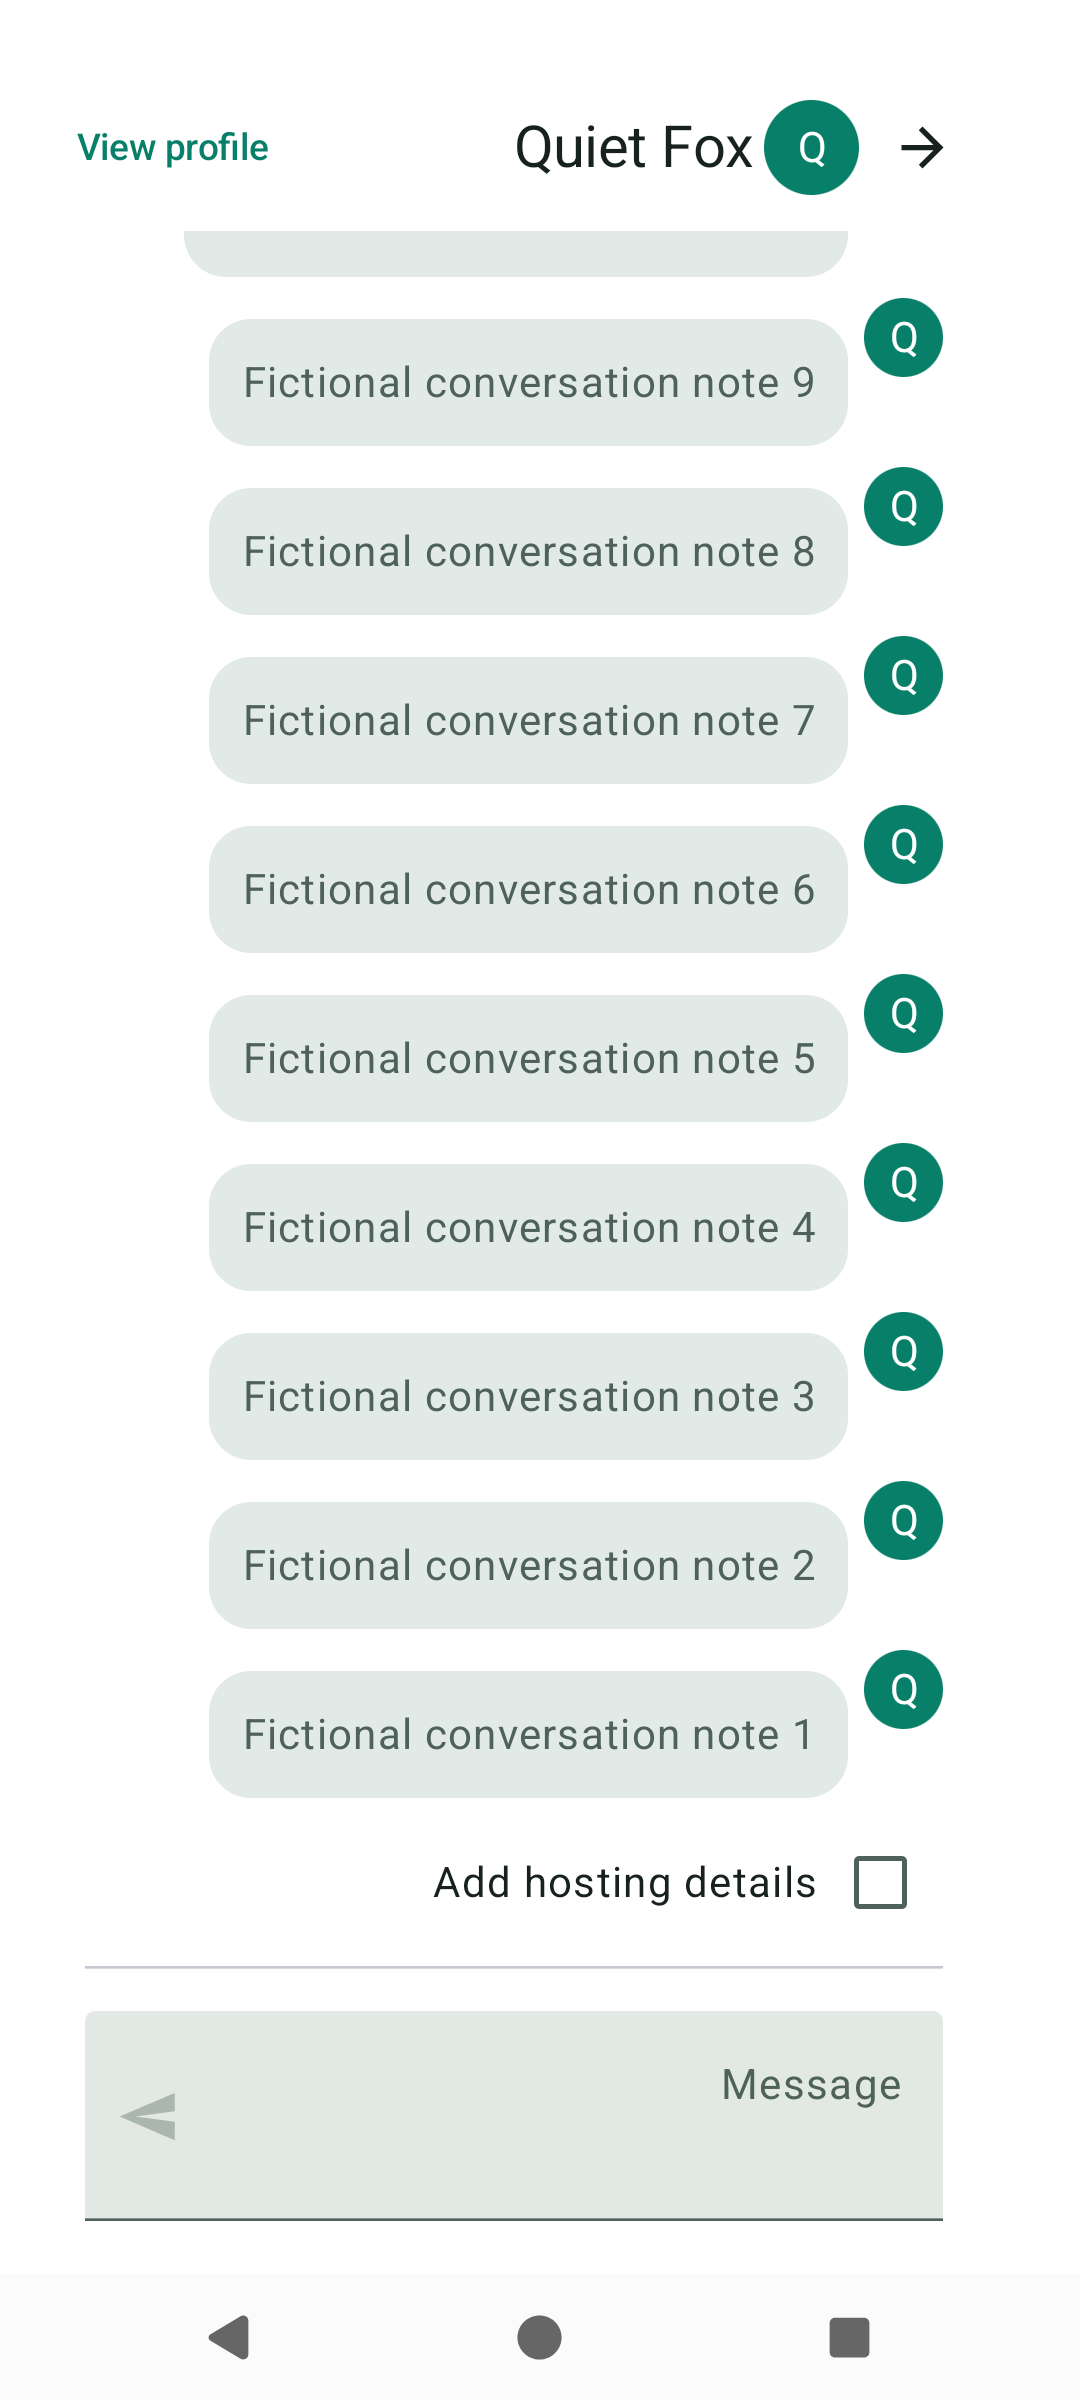 View profile
Quiet Fox
Q
Q
Fictional conversation note 9
Q
Fictional conversation note 8
Q
Fictional conversation note 7
Q
Fictional conversation note 6
Q
Fictional conversation note 5
Q
Fictional conversation note 4
Q
Fictional conversation note 3
Q
Fictional conversation note 2
Q
Fictional conversation note 1
Add hosting details
Message